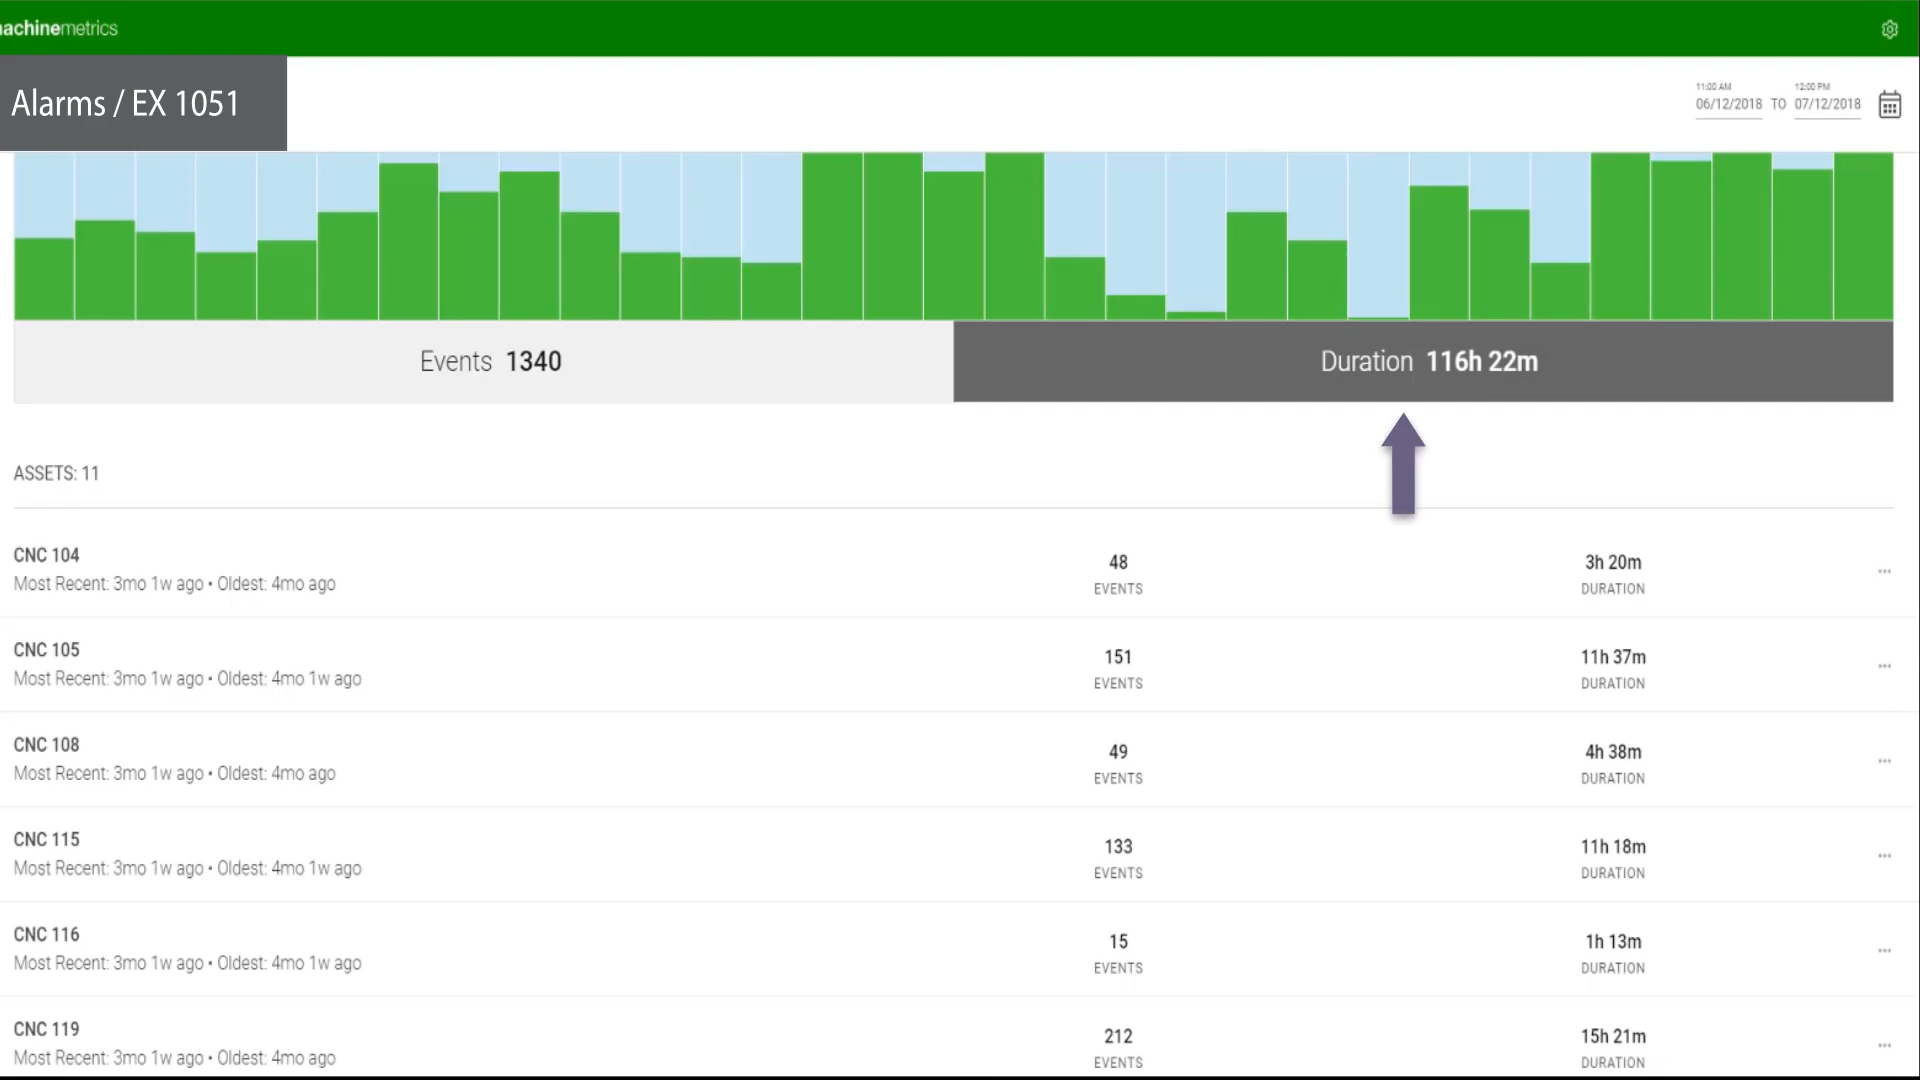 achinemetrics
Alarms / EX 1051
11:00 AM 12:00 PM
06/12/2018 TO 07/12/2018
Events 1340
Duration 116h 22m
ASSETS: 11
CNC 104
Most Recent: 3mo 1w ago • Oldest: 4mo ago
48
EVENTS
3h 20m
DURATION
...
CNC 105
Most Recent: 3mo 1w ago • Oldest: 4mo 1w ago
151
EVENTS
11h 37m
DURATION
...
CNC 108
Most Recent: 3mo 1w ago • Oldest: 4mo ago
49
EVENTS
4h 38m
DURATION
...
CNC 115
Most Recent: 3mo 1w ago • Oldest: 4mo 1w ago
133
EVENTS
11h 18m
DURATION
...
CNC 116
Most Recent: 3mo 1w ago • Oldest: 4mo 1w ago
15
EVENTS
1h 13m
DURATION
...
CNC 119
Most Recent: 3mo 1w ago • Oldest: 4mo ago
212
EVENTS
15h 21m
DURATION
...